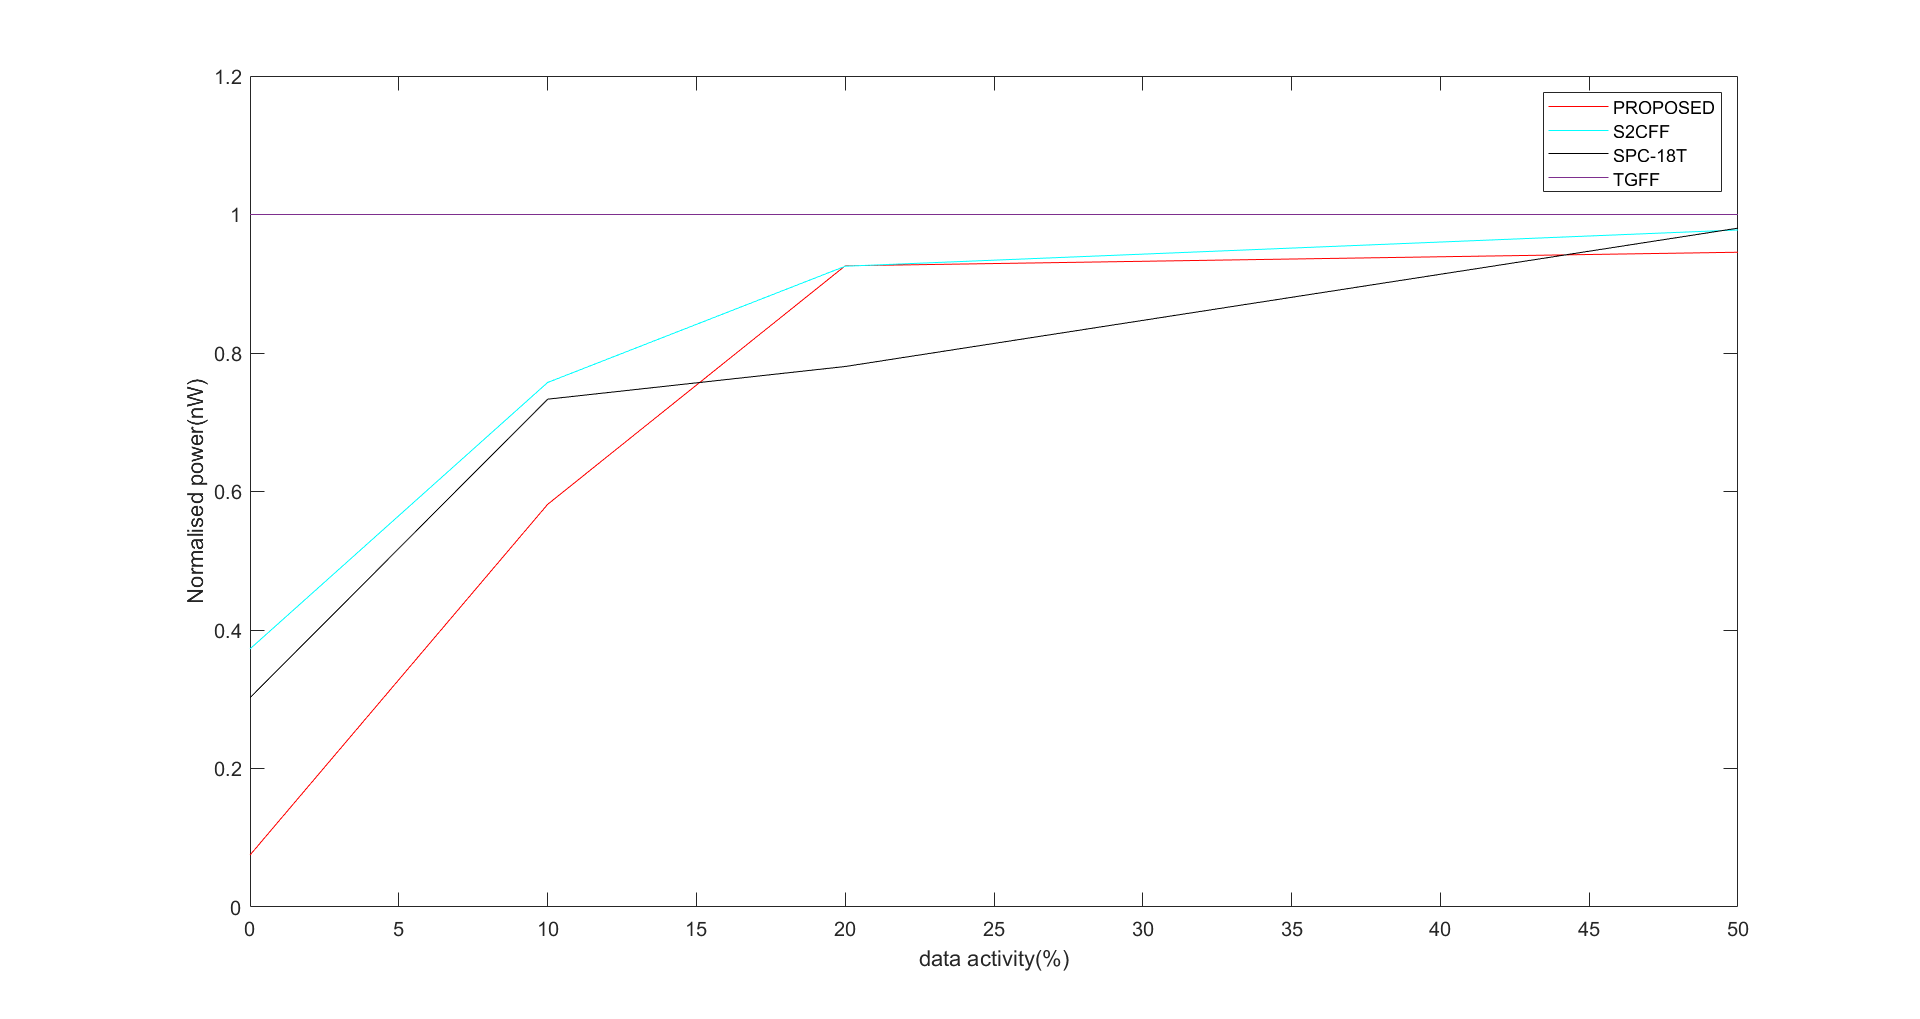 1.2
1
0.8
0.6
0.4
0.2
0
Normalised power(nW)
0 5 10 15 20 25 30 35 40 45 50
data activity(%)
PROPOSED
S2CFF
SPC-18T
TGFF